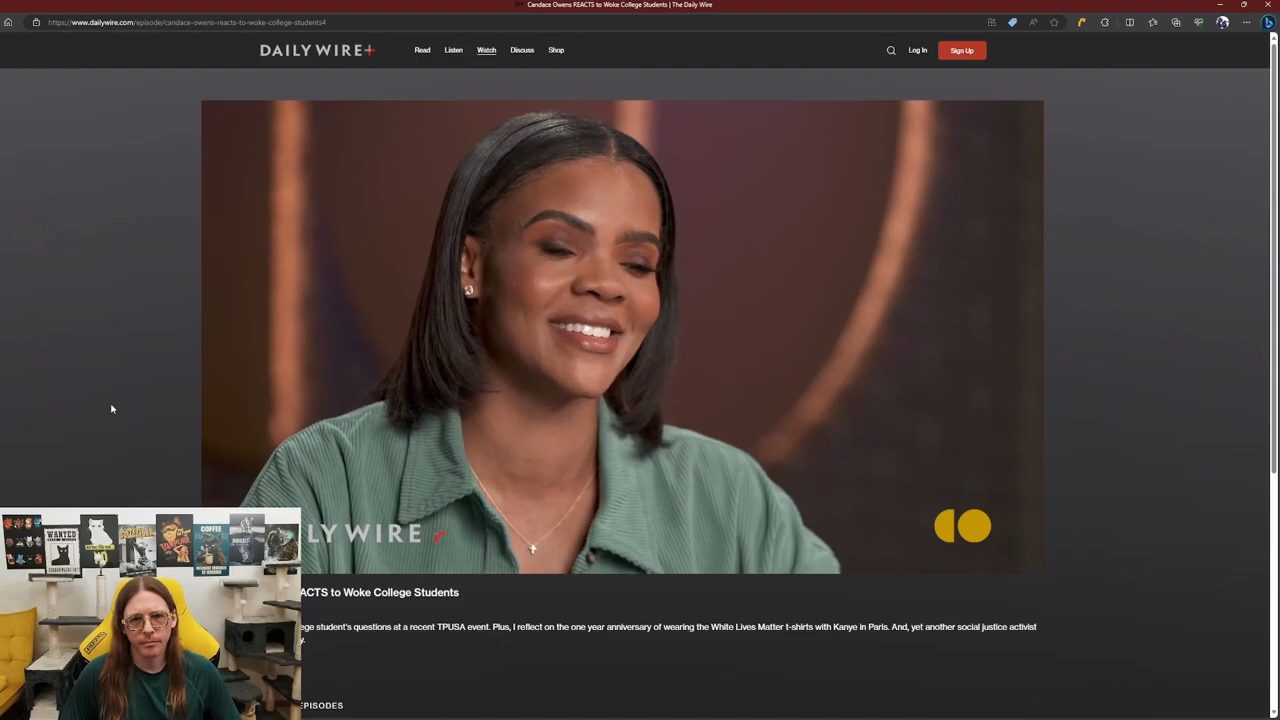 Candace Owens REACTS to Woke College Students | The Daily Wire
https://www.dailywire.com/episode/candace-owens-reacts-to-woke-college-students4
DAILYWIRE+
Read Listen Watch Discuss Shop
Log In Sign Up
LY WIRE
ACTS to Woke College Students
ege student's questions at a recent TPUSA event. Plus, I reflect on the one year anniversary of wearing the White Lives Matter t-shirts with Kanye in Paris. And, yet another social justice activist
EPISODES
WANTED
COFFEE